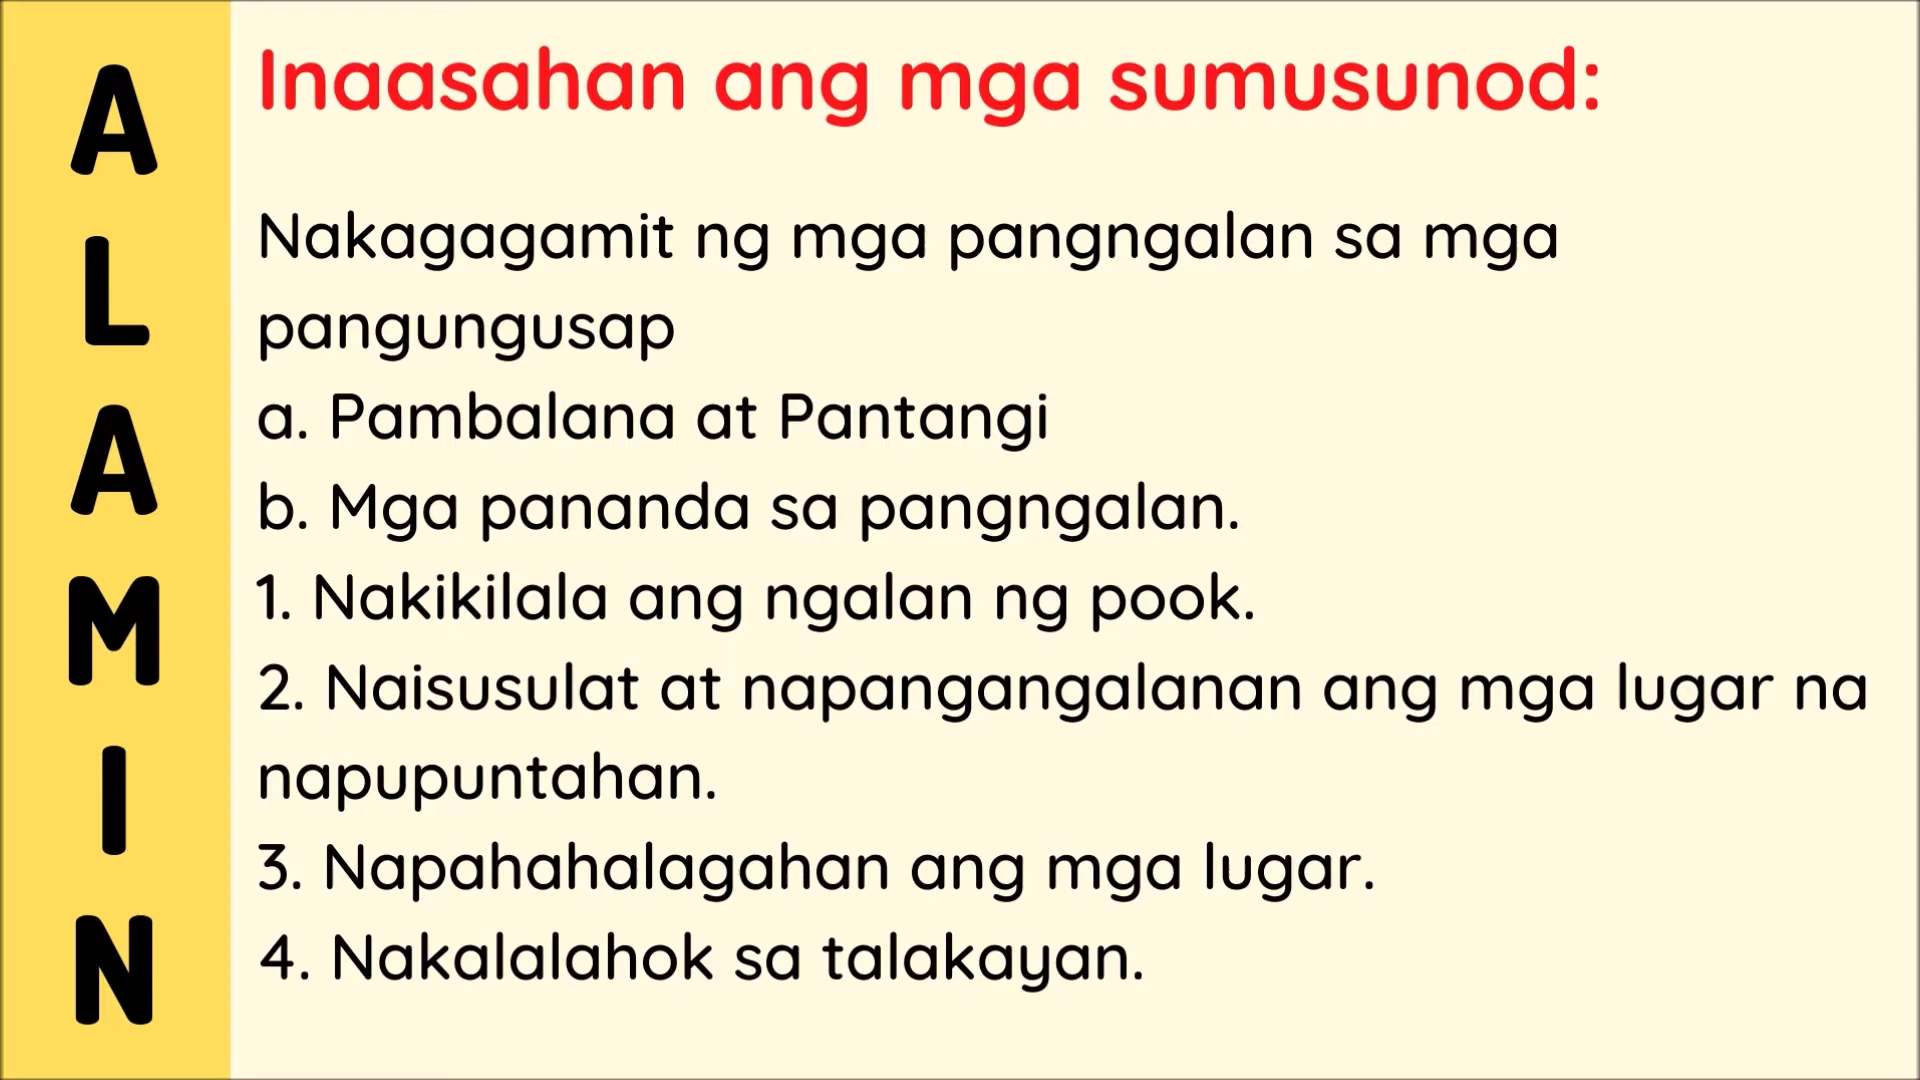 ALAMIN
Inaasahan ang mga sumusunod:
Nakagagamit ng mga pangngalan sa mga
pangungusap
a. Pambalana at Pantangi
b. Mga pananda sa pangngalan.
1. Nakikilala ang ngalan ng pook.
2. Naisusulat at napangangalanan ang mga lugar na
napupuntahan.
3. Napahahalagahan ang mga lugar.
4. Nakalalahok sa talakayan.